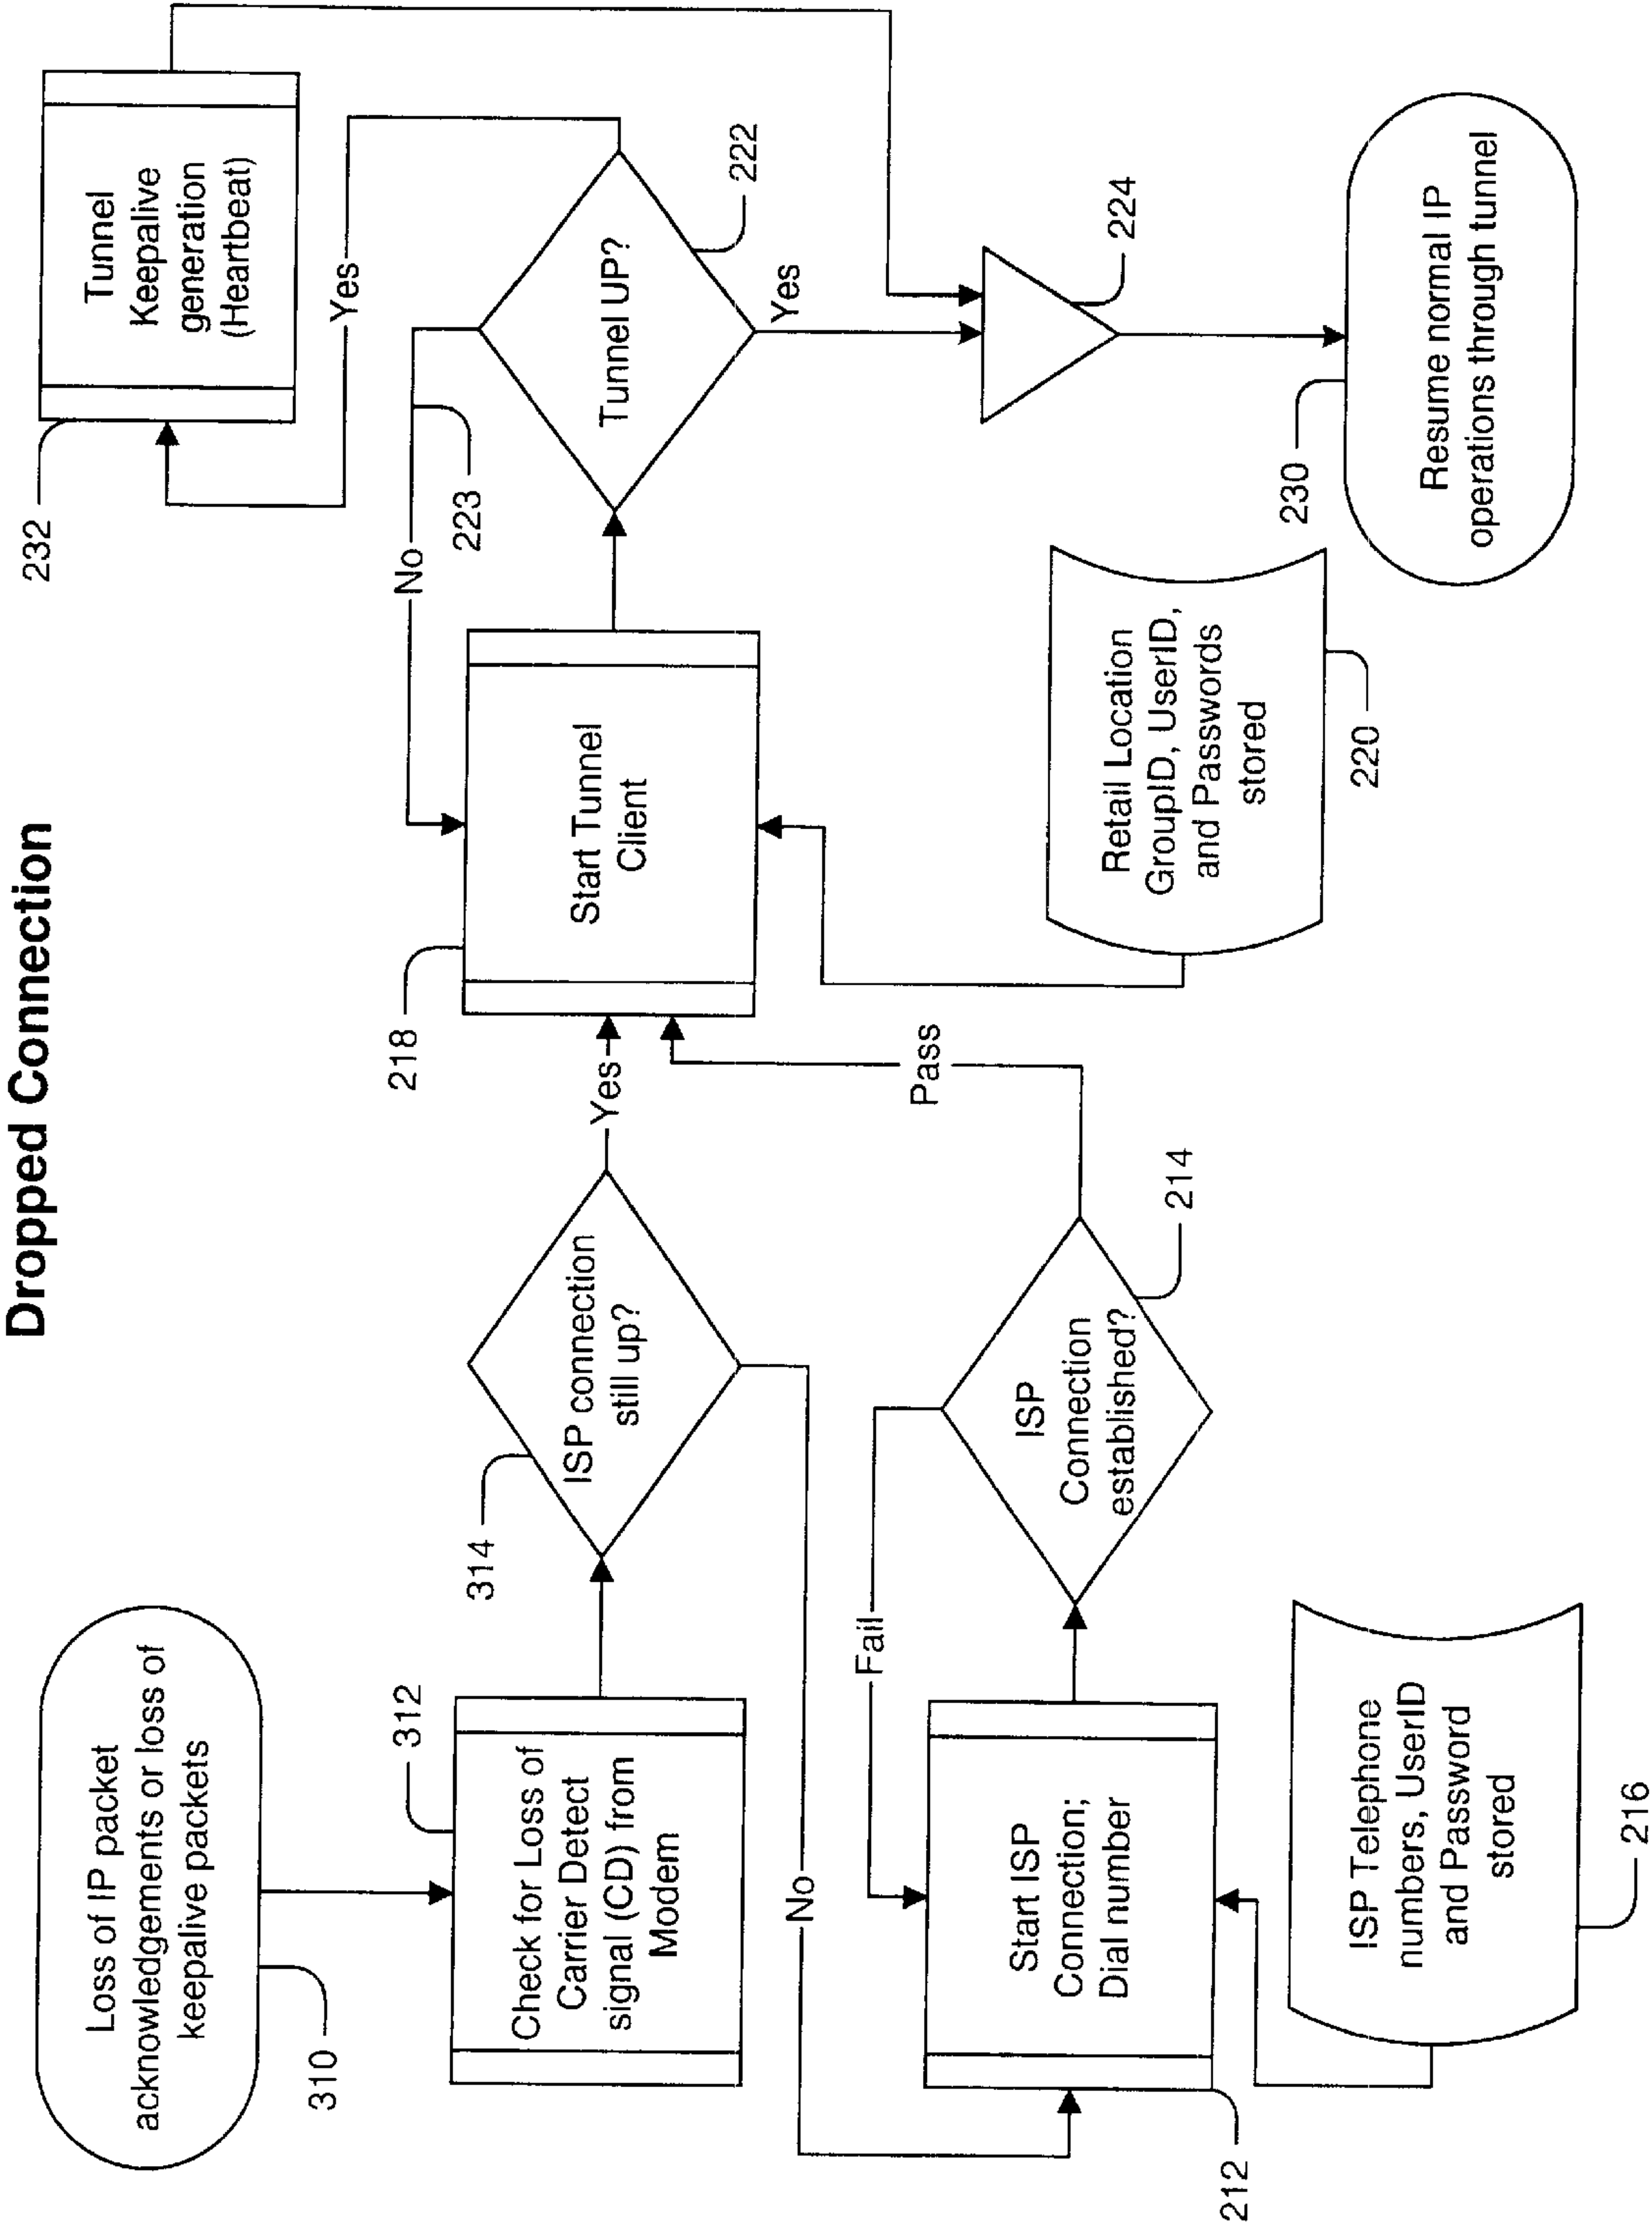 Dropped Connection
Loss of IP packet
acknowledgements or loss of
keepalive packets
310
312
Check for Loss of
Carrier Detect
signal (CD) from
Modem
314
ISP connection
still up?
Yes
No
Start ISP
Connection;
Dial number
212
Fail
ISP
Connection
established?
214
Pass
ISP Telephone
numbers, UserID
and Password
stored
216
218
Start Tunnel
Client
No
223
Retail Location
GroupID, UserID,
and Passwords
stored
220
Tunnel UP?
222
Yes
Yes
232
Tunnel
Keepalive
generation
(Heartbeat)
224
230
Resume normal IP
operations through tunnel